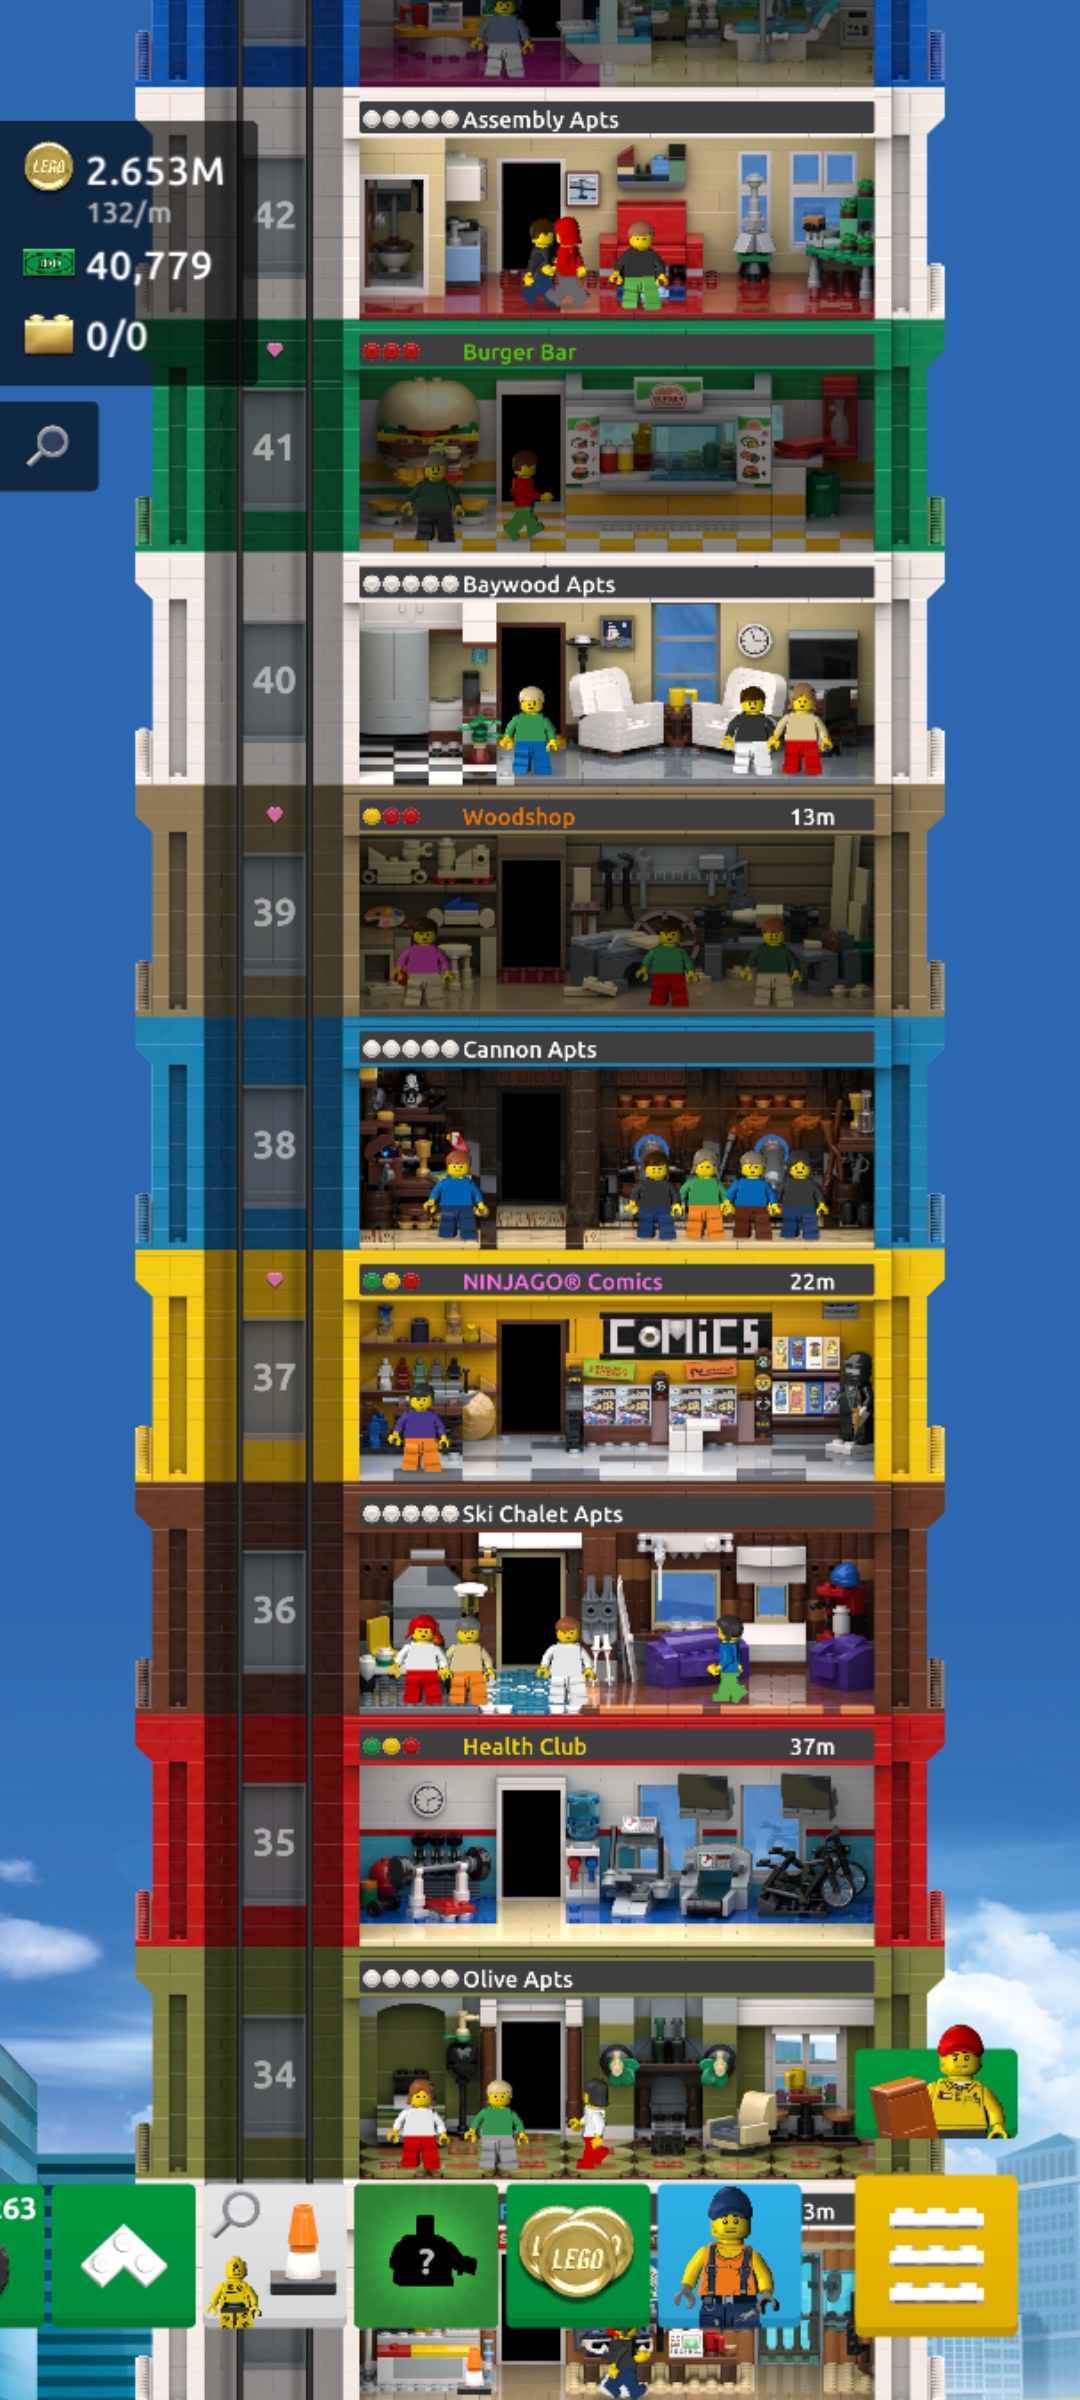 Assembly Apts
LEGO 2.653M
132/m
42
40,779
0/0
Burger Bar
41
Baywood Apts
40
Woodshop 13m
39
Cannon Apts
38
NINJAGO® Comics 22m
COMiCS
37
Ski Chalet Apts
36
Health Club 37m
35
Olive Apts
34
263
3m
?
LEGO